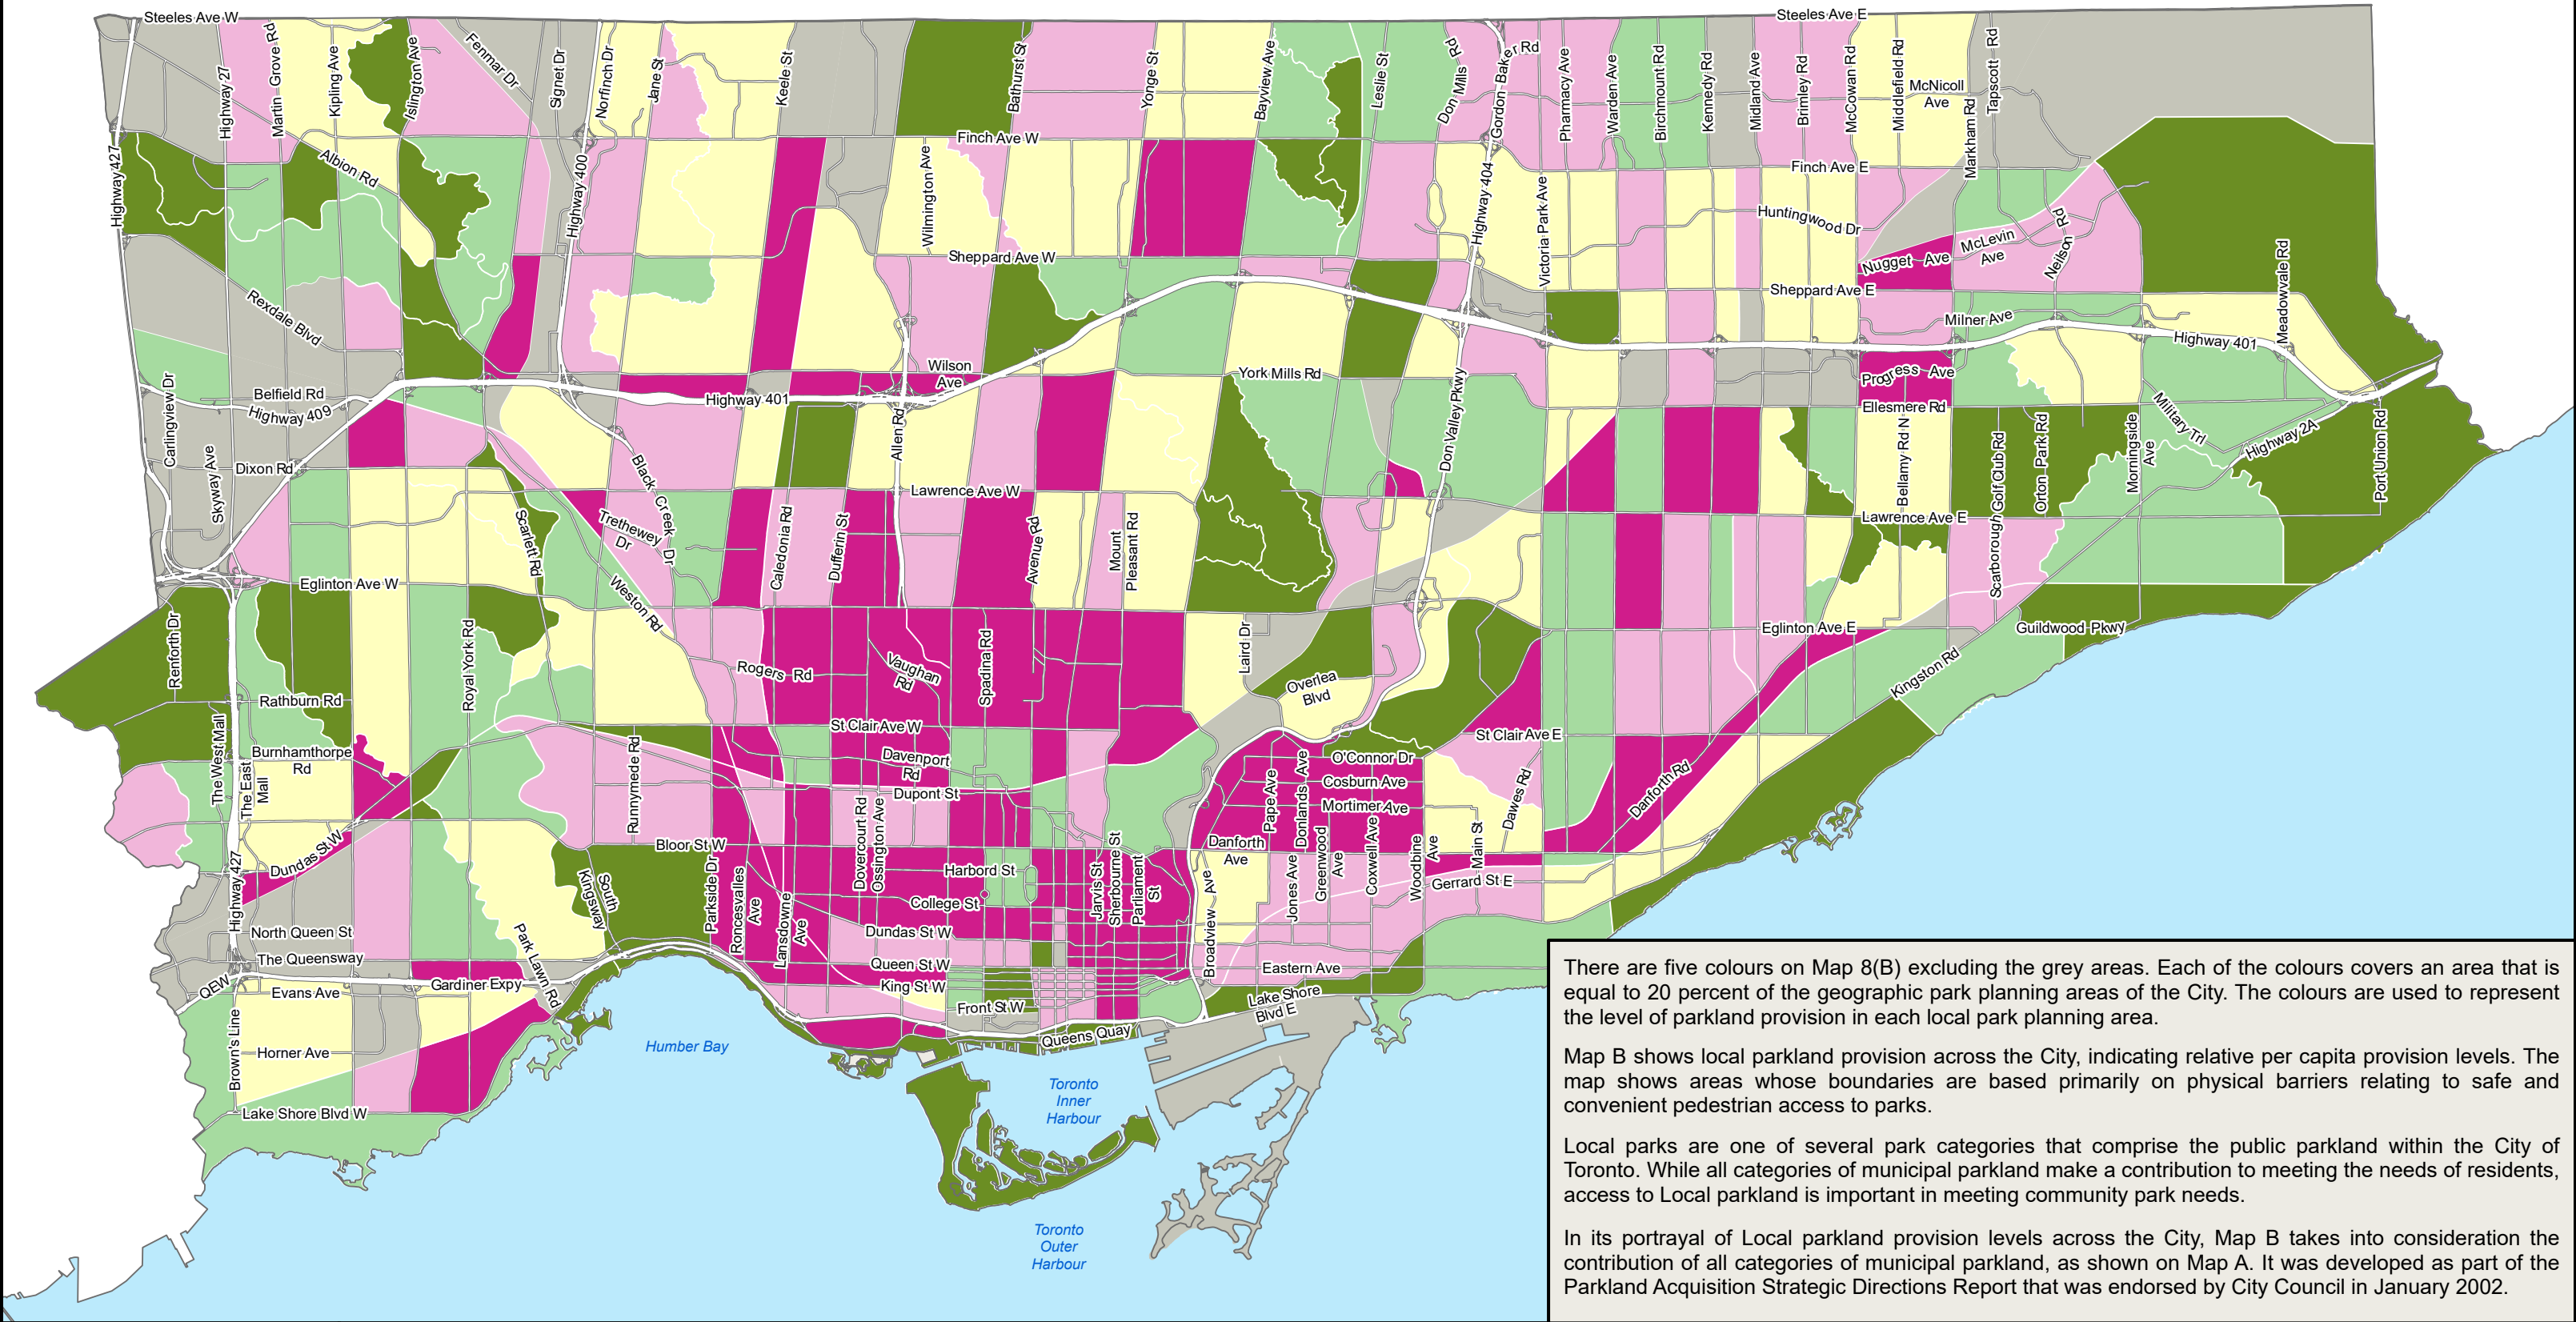 Steeles Ave W
Steeles Ave E
Highway 27
Martin Grove Rd
Kipling Ave
Islington Ave
Fenmar Dr
Signet Dr
Norfinch Dr
Jane St
Keele St
Bathurst St
Yonge St
Bayview Ave
Leslie St
Don Mills Rd
Gordon Baker Rd
Pharmacy Ave
Warden Ave
Birchmount Rd
Kennedy Rd
Midland Ave
Brimley Rd
McCowan Rd
Middlefield Rd
McNicoll
Ave
Markham Rd
Tapscott Rd
Highway 427
Albion Rd
Highway 400
Finch Ave W
Wilmington Ave
Highway 404
Victoria Park Ave
Finch Ave E
Huntingwood Dr
Sheppard Ave W
Nugget Ave
McLevin
Ave
Neilson Rd
Meadowvale Rd
Sheppard Ave E
Milner Ave
Rexdale Blvd
Highway 401
Carlingview Dr
Belfield Rd
Highway 409
Wilson
Ave
Highway 401
York Mills Rd
Progress Ave
Ellesmere Rd
Skyway Ave
Dixon Rd
Allen Rd
Don Valley Pkwy
Bellamy Rd N
Scarborough Golf Club Rd
Orton Park Rd
Morningside
Ave
Military Trl
Highway 2A
Port Union Rd
Scarlett Rd
Trethewey
Dr
Black Creek Dr
Lawrence Ave W
Caledonia Rd
Dufferin St
Avenue Rd
Mount
Pleasant Rd
Lawrence Ave E
Eglinton Ave W
Weston Rd
Renforth Dr
Royal York Rd
Rathburn Rd
Rogers Rd
Vaughan
Rd
Spadina Rd
Laird Dr
Overlea
Blvd
Eglinton Ave E
Guildwood Pkwy
Kingston Rd
The West Mall
The East
Mall
Burnhamthorpe
Rd
Runnymede Rd
St Clair Ave W
Davenport
Rd
Dupont St
St Clair Ave E
O'Connor Dr
Cosburn Ave
Mortimer Ave
Pape Ave
Donlands Ave
Dawes Rd
Danforth Rd
Highway 427
Dundas St W
Bloor St W
Dovercourt Rd
Ossington Ave
Harbord St
College St
Danforth
Ave
Jones Ave
Greenwood
Ave
Coxwell Ave
Woodbine
Ave
Main St
Gerrard St E
South
Kingsway
Parkside Dr
Roncesvalles
Ave
Lansdowne
Ave
Jarvis St
Sherbourne St
Parliament
St
Broadview Ave
North Queen St
The Queensway
QEW
Evans Ave
Gardiner Expy
Park Lawn Rd
Dundas St W
Queen St W
King St W
Front St W
Queens Quay
Eastern Ave
Lake Shore
Blvd E
Brown's Line
Horner Ave
Lake Shore Blvd W
Humber Bay
Toronto
Inner
Harbour
Toronto
Outer
Harbour
There are five colours on Map 8(B) excluding the grey areas. Each of the colours covers an area that is
equal to 20 percent of the geographic park planning areas of the City. The colours are used to represent
the level of parkland provision in each local park planning area.
Map B shows local parkland provision across the City, indicating relative per capita provision levels. The
map shows areas whose boundaries are based primarily on physical barriers relating to safe and
convenient pedestrian access to parks.
Local parks are one of several park categories that comprise the public parkland within the City of
Toronto. While all categories of municipal parkland make a contribution to meeting the needs of residents,
access to Local parkland is important in meeting community park needs.
In its portrayal of Local parkland provision levels across the City, Map B takes into consideration the
contribution of all categories of municipal parkland, as shown on Map A. It was developed as part of the
Parkland Acquisition Strategic Directions Report that was endorsed by City Council in January 2002.